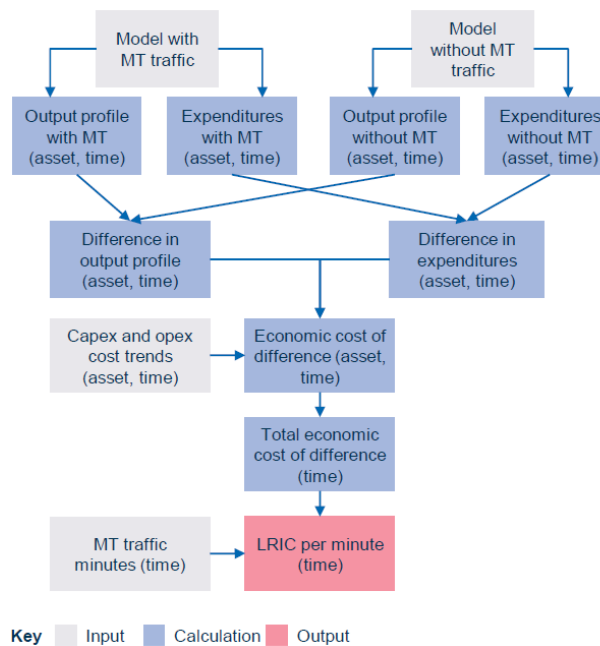 Model with
MT traffic
Model
without MT
traffic
Output profile
with MT
(asset, time)
Expenditures
with MT
(asset, time)
Output profile
without MT
(asset, time)
Expenditures
without MT
(asset, time)
Difference in
output profile
(asset, time)
Difference in
expenditures
(asset, time)
Capex and opex
cost trends
(asset, time)
Economic cost of
difference (asset,
time)
Total economic
cost of difference
(time)
MT traffic
minutes (time)
LRIC per minute
(time)
Key Input Calculation Output